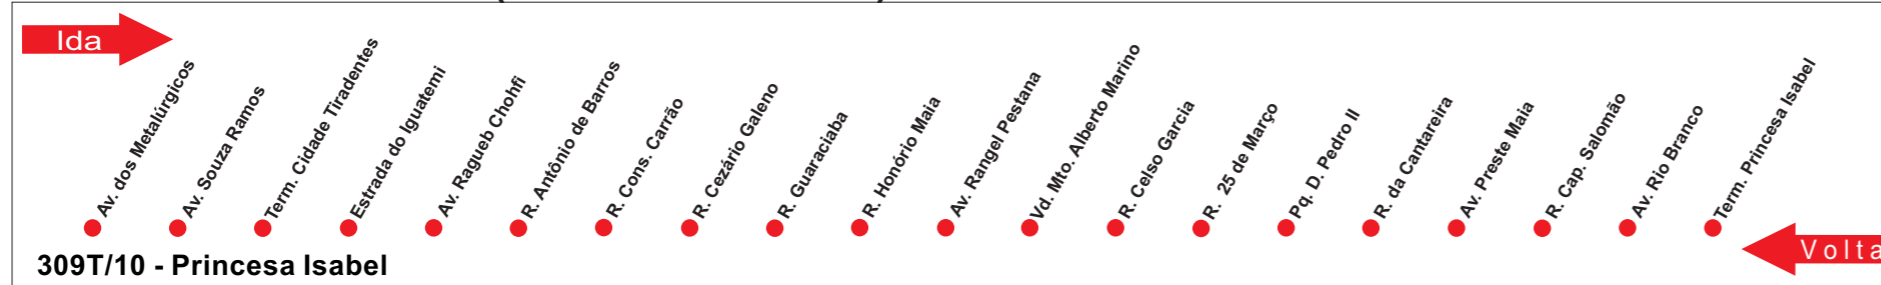 Ida
Av. dos Metalúrgicos
Av. Souza Ramos
Term. Cidade Tiradentes
Estrada do Iguatemi
Av. Ragueb Chohfi
R. Antônio de Barros
R. Cons. Carrão
R. Cezário Galeno
R. Guaraciaba
R. Honório Maia
Av. Rangel Pestana
Vd. Mto. Alberto Marino
R. Celso Garcia
R. 25 de Março
Pq. D. Pedro II
R. da Cantareira
Av. Preste Maia
R. Cap. Salomão
Av. Rio Branco
Term. Princesa Isabel
Volta
309T/10 - Princesa Isabel